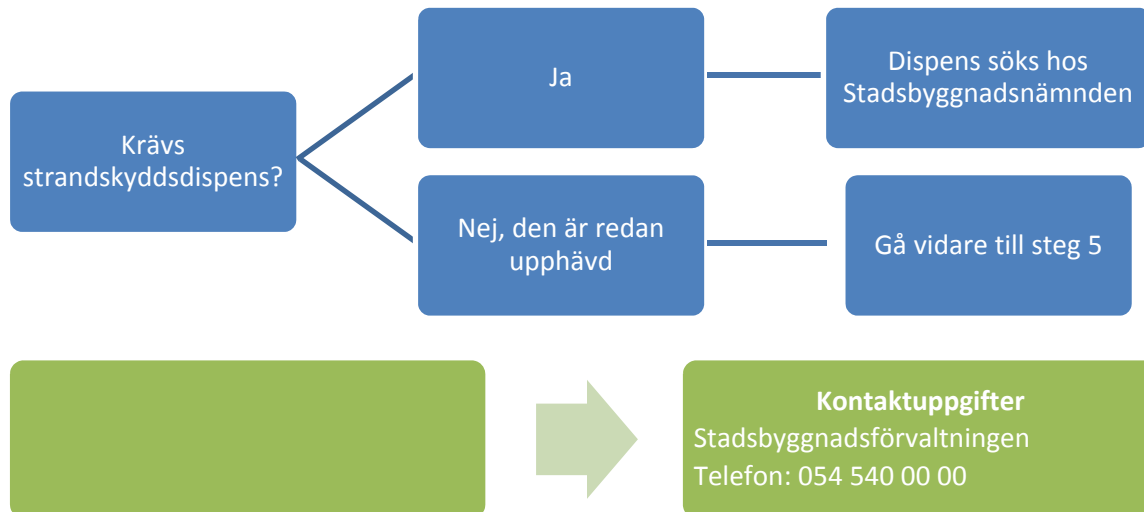 Krävs
strandskyddsdispens?
Ja
Dispens söks hos
Stadsbyggnadsnämnden
Nej, den är redan
upphävd
Gå vidare till steg 5
Kontaktuppgifter
Stadsbyggnadsförvaltningen
Telefon: 054 540 00 00